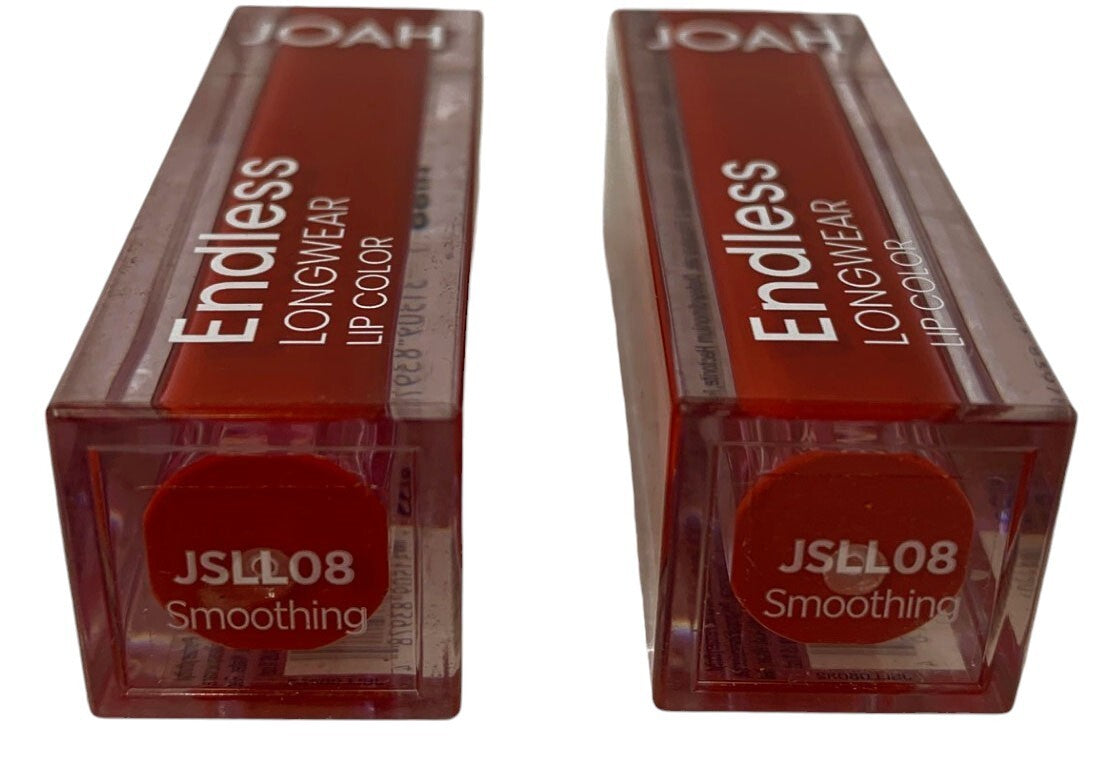 JOAH
Endless
LONGWEAR
LIP COLOR
JSLL08
Smoothing
JOAH
Endless
LONGWEAR
LIP COLOR
JSLL08
Smoothing